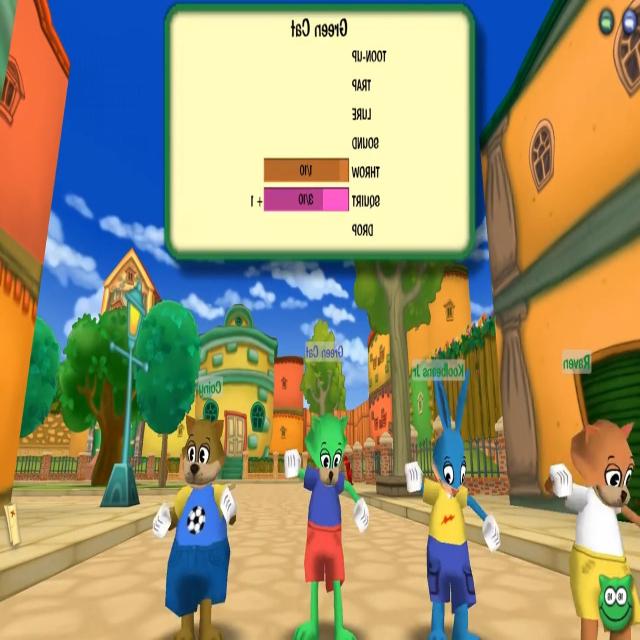 Green Cat
TOON-UP
TRAP
LURE
SOUND
THROW 1/10
SQUIRT 3/10 + 1
DROP
Green Cat
Koolbeans Jr
Raven